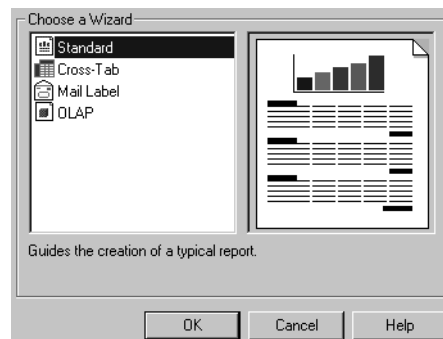 Choose a Wizard
Standard
Cross-Tab
Mail Label
OLAP
Guides the creation of a typical report.
OK Cancel Help